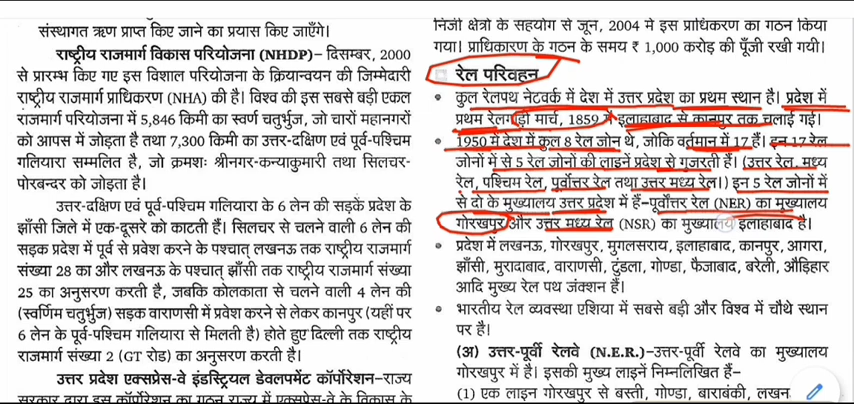 संस्थागत ऋण प्राप्त किए जाने का प्रयास किए जाएँगे।
राष्ट्रीय राजमार्ग विकास परियोजना (NHDP)– दिसम्बर, 2000
से प्रारम्भ किए गए इस विशाल परियोजना के क्रियान्वयन की जिम्मेदारी
राष्ट्रीय राजमार्ग प्राधिकरण (NHA) की है। विश्व की इस सबसे बड़ी एकल
राजमार्ग परियोजना में 5,846 किमी का स्वर्ण चतुर्भुज, जो चारों महानगरों
को आपस में जोड़ता है तथा 7,300 किमी का उत्तर-दक्षिण एवं पूर्व-पश्चिम
गलियारा सम्मलित है, जो क्रमशः श्रीनगर-कन्याकुमारी तथा सिलचर-
पोरबन्दर को जोड़ता है।
उत्तर-दक्षिण एवं पूर्व-पश्चिम गलियारा के 6 लेन की सड़के प्रदेश के
झाँसी जिले में एक-दूसरे को काटती हैं। सिलचर से चलने वाली 6 लेन की
सड़क प्रदेश में पूर्व से प्रवेश करने के पश्चात् लखनऊ तक राष्ट्रीय राजमार्ग
संख्या 28 का और लखनऊ के पश्चात् झाँसी तक राष्ट्रीय राजमार्ग संख्या
25 का अनुसरण करती है, जबकि कोलकाता से चलने वाली 4 लेन की
(स्वर्णिम चतुर्भुज) सड़क वाराणसी में प्रवेश करने से लेकर कानपुर (यहीं पर
6 लेन के पूर्व-पश्चिम गलियारा से मिलती है) होते हुए दिल्ली तक राष्ट्रीय
राजमार्ग संख्या 2 (GT रोड) का अनुसरण करती है।
उत्तर प्रदेश एक्सप्रेस-वे इंडस्ट्रियल डेवलपमेंट कॉर्पोरेशन–राज्य
सरकार द्वारा इस कॉर्पोरेशन का गठन राज्य में एक्सप्रेस-वे के विकास के
निजी क्षेत्रों के सहयोग से जून, 2004 में इस प्राधिकरण का गठन किया
गया। प्राधिकारण के गठन के समय ₹ 1,000 करोड़ की पूँजी रखी गयी।
रेल परिवहन
• कुल रेलपथ नेटवर्क में देश में उत्तर प्रदेश का प्रथम स्थान है। प्रदेश में
प्रथम रेलगाड़ी मार्च, 1859 में इलाहाबाद से कानपुर तक चलाई गई।
• 1950 में देश में कुल 8 रेल जोन थे, जोकि वर्तमान में 17 हैं। इन 17 रेल
जोनों में से 5 रेल जोनों की लाइनें प्रदेश से गुजरती हैं। (उत्तर रेल, मध्य
रेल, पश्चिम रेल, पूर्वोत्तर रेल तथा उत्तर मध्य रेल।) इन 5 रेल जोनों में
से दो के मुख्यालय उत्तर प्रदेश में हैं–पूर्वोत्तर रेल (NER) का मुख्यालय
गोरखपुर और उत्तर मध्य रेल (NSR) का मुख्यालय इलाहाबाद है।
• प्रदेश में लखनऊ, गोरखपुर, मुगलसराय, इलाहाबाद, कानपुर, आगरा,
झाँसी, मुरादाबाद, वाराणसी, टुंडला, गोण्डा, फैजाबाद, बरेली, औड़िहार
आदि मुख्य रेल पथ जंक्शन हैं।
• भारतीय रेल व्यवस्था एशिया में सबसे बड़ी और विश्व में चौथे स्थान
पर है।
(अ) उत्तर-पूर्वी रेलवे (N.E.R.)–उत्तर-पूर्वी रेलवे का मुख्यालय
गोरखपुर में है। इसकी मुख्य लाइनें निम्नलिखित हैं–
(1) एक लाइन गोरखपुर से बस्ती, गोण्डा, बाराबंकी, लखन